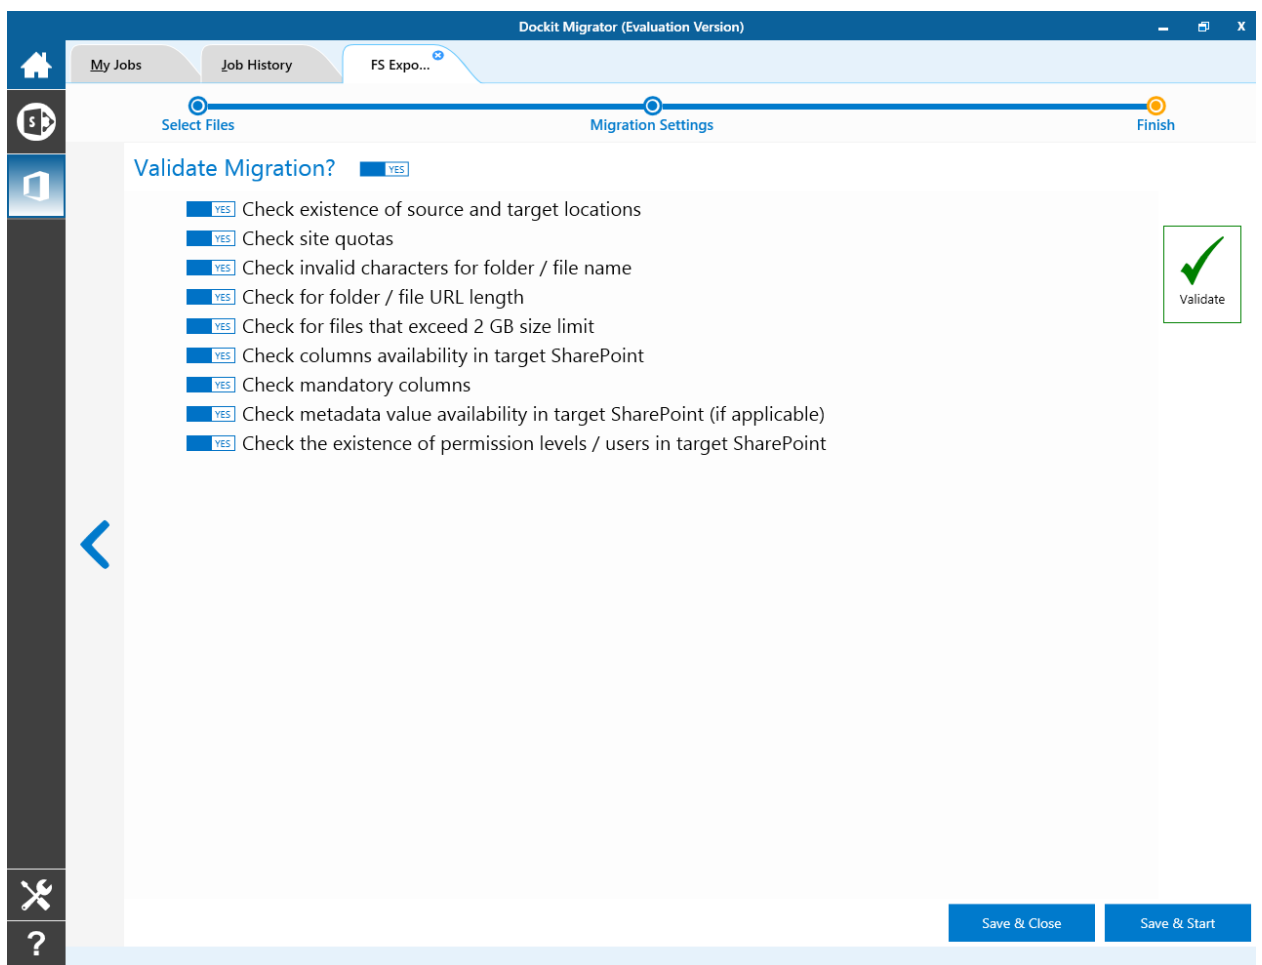 Dockit Migrator (Evaluation Version)
X
My Jobs
Job History
FS Expo...
Select Files
Migration Settings
Finish
Validate Migration? YES
YES Check existence of source and target locations
YES Check site quotas
YES Check invalid characters for folder / file name
YES Check for folder / file URL length
YES Check for files that exceed 2 GB size limit
YES Check columns availability in target SharePoint
YES Check mandatory columns
YES Check metadata value availability in target SharePoint (if applicable)
YES Check the existence of permission levels / users in target SharePoint
Validate
S
?
Save & Close
Save & Start